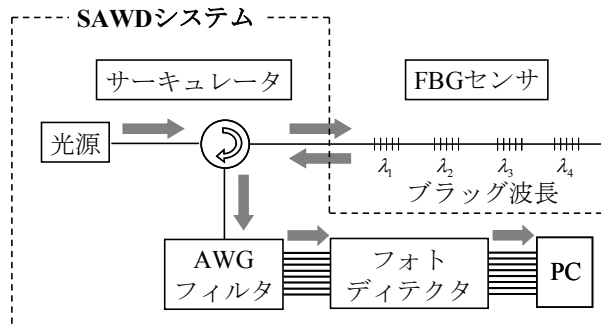 SAWDシステム
サーキュレータ
FBGセンサ
光源
λ1 λ2 λ3 λ4
ブラッグ波長
AWG
フィルタ
フォト
ディテクタ
PC